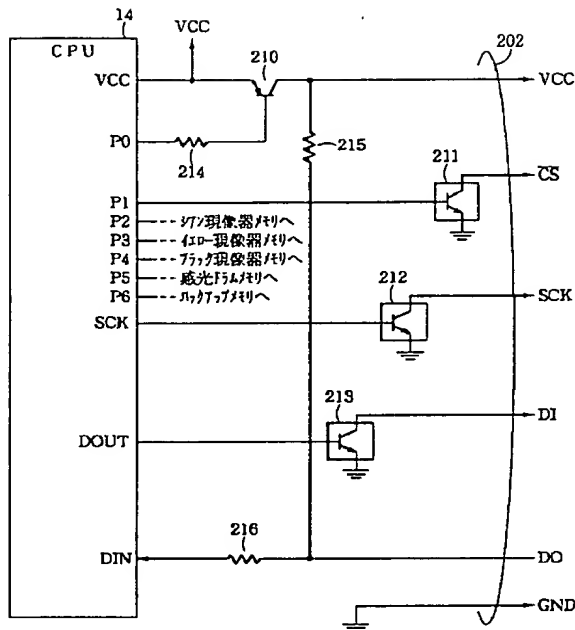 14
VCC
CPU
210
202
VCC
VCC
P0
214
215
211
P1
C̅S̅
P2 シアン現像器メモリへ
P3 イエロー現像器メモリへ
P4 ブラック現像器メモリへ
P5 感光ドラムメモリへ
P6 バックアップメモリへ
212
SCK
SCK
213
DI
DOUT
216
DIN
DO
GND